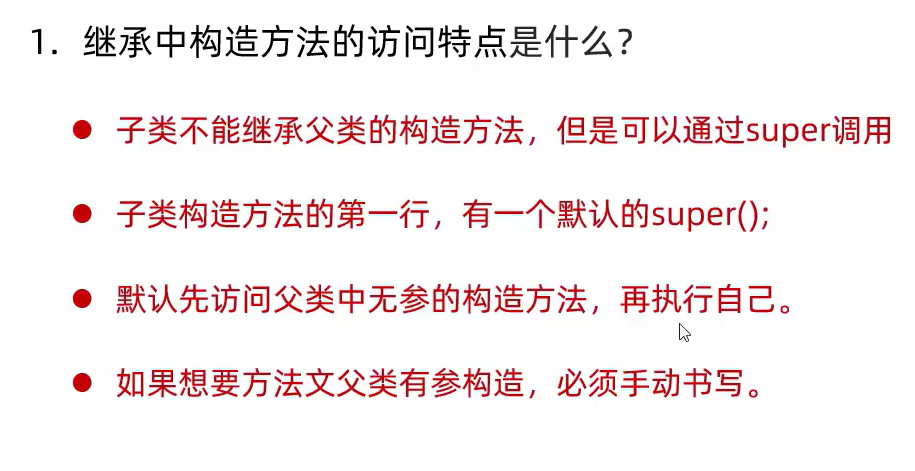 1. 继承中构造方法的访问特点是什么?
● 子类不能继承父类的构造方法，但是可以通过super调用
● 子类构造方法的第一行，有一个默认的super();
● 默认先访问父类中无参的构造方法，再执行自己。
● 如果想要方法文父类有参构造，必须手动书写。